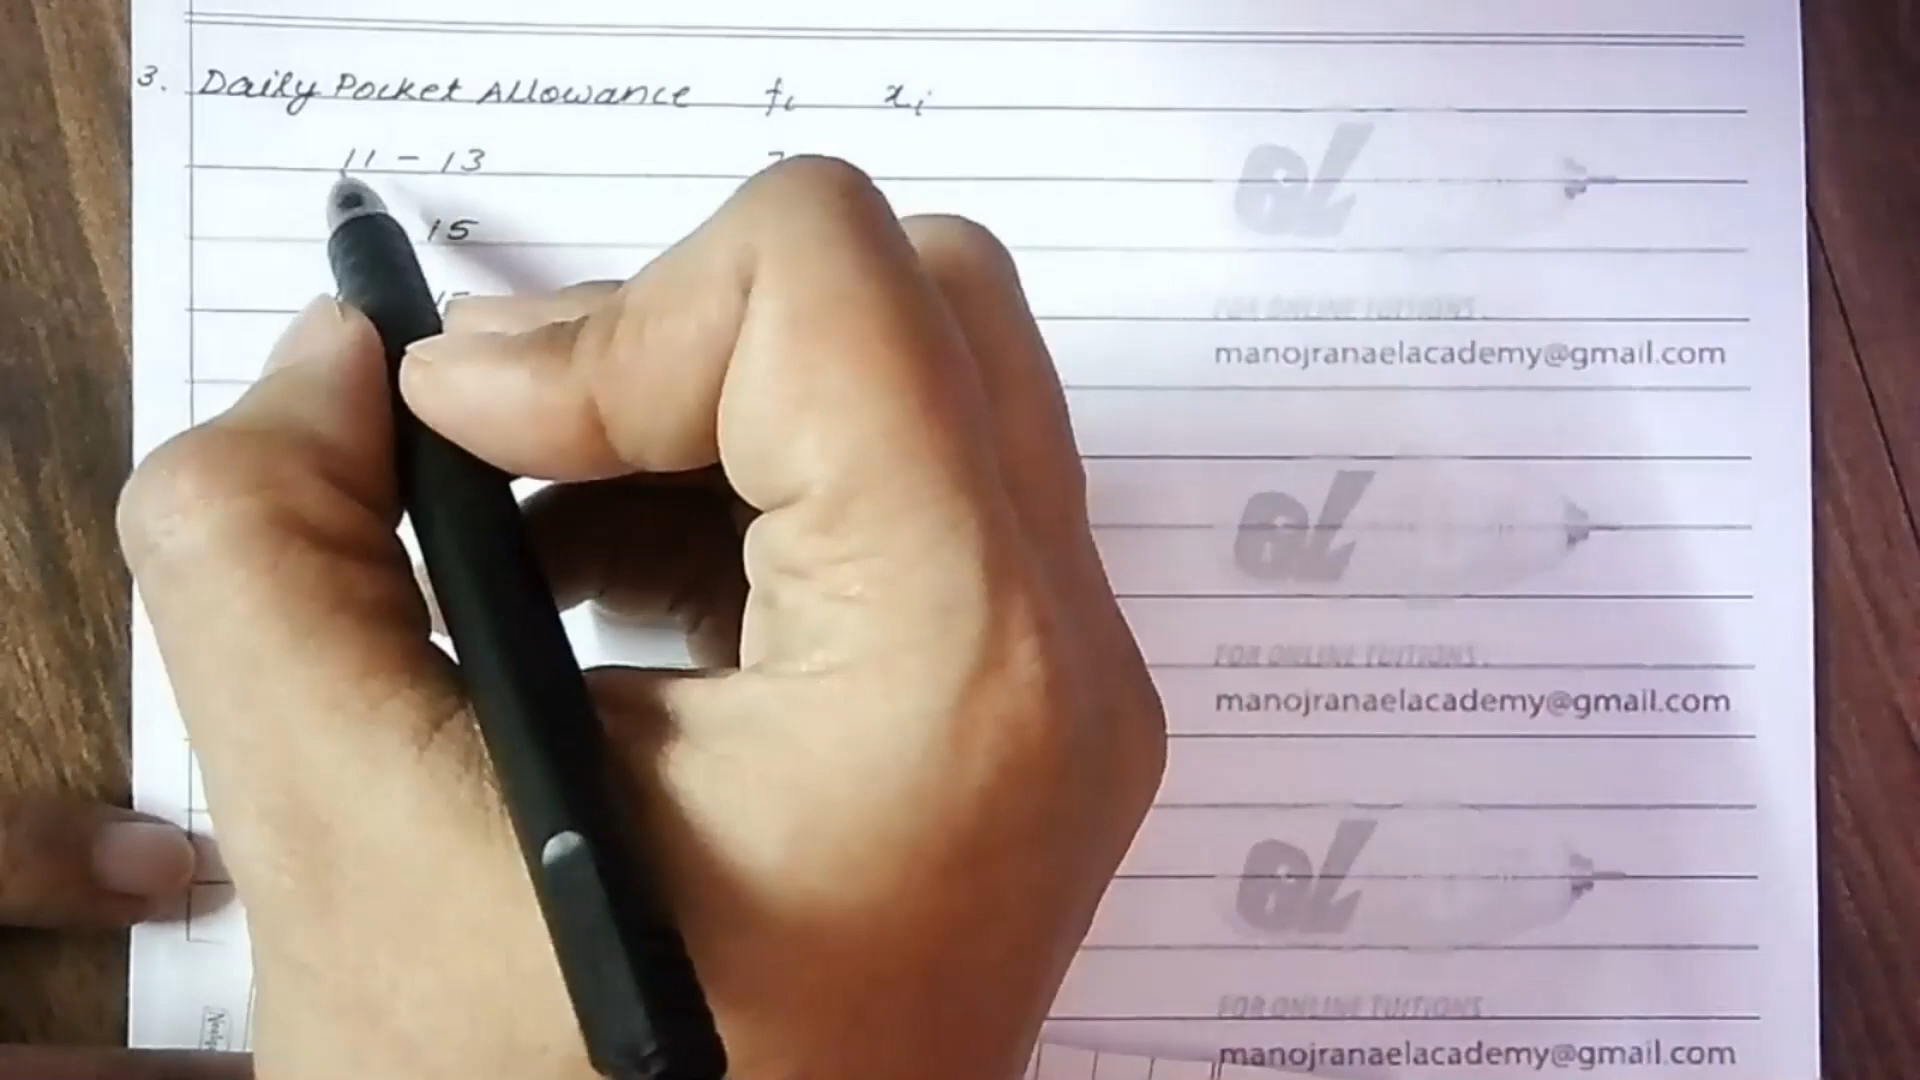 3. Daily Pocket Allowance fi xi
11 - 13
15
FOR ONLINE TUITIONS
manojranaelacademy@gmail.com
FOR ONLINE TUITIONS
manojranaelacademy@gmail.com
FOR ONLINE TUITIONS
manojranaelacademy@gmail.com